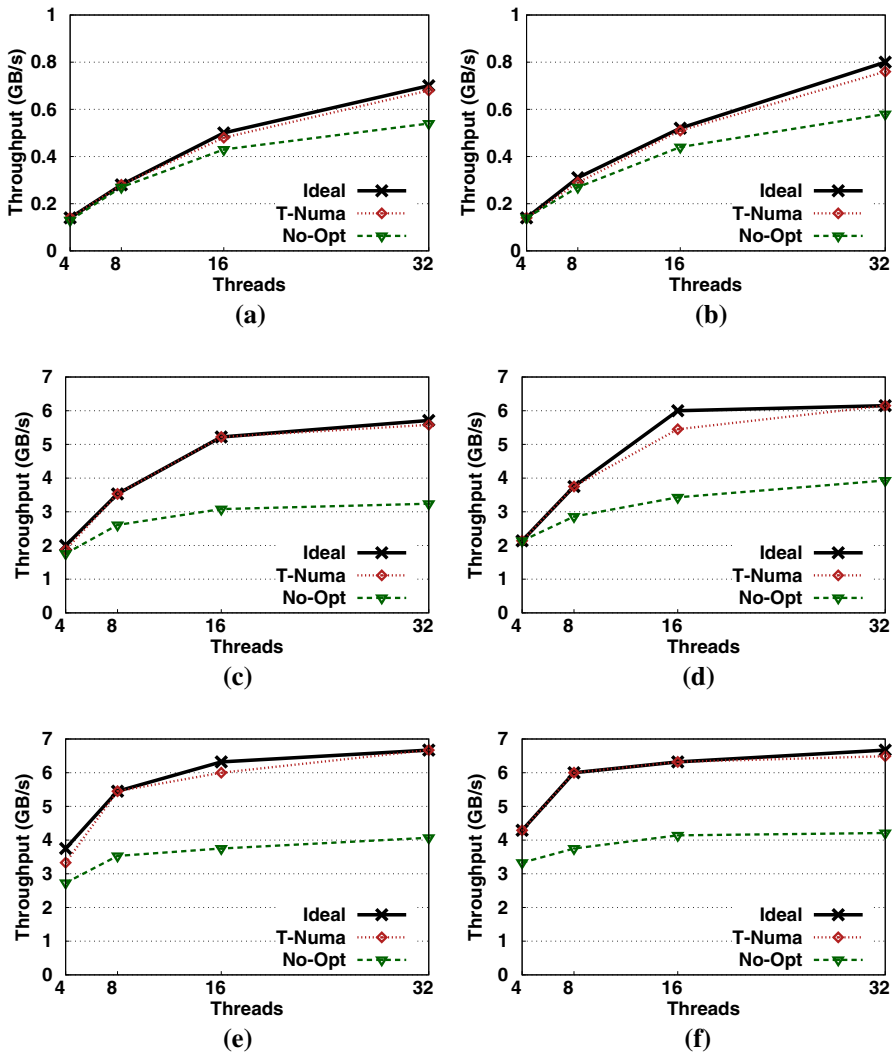 1
0.8
0.6
0.4
0.2
0
Throughput (GB/s)
Ideal
T-Numa
No-Opt
4 8 16 32
Threads
(a)
1
0.8
0.6
0.4
0.2
0
Throughput (GB/s)
Ideal
T-Numa
No-Opt
4 8 16 32
Threads
(b)
7
6
5
4
3
2
1
0
Throughput (GB/s)
Ideal
T-Numa
No-Opt
4 8 16 32
Threads
(c)
7
6
5
4
3
2
1
0
Throughput (GB/s)
Ideal
T-Numa
No-Opt
4 8 16 32
Threads
(d)
7
6
5
4
3
2
1
0
Throughput (GB/s)
Ideal
T-Numa
No-Opt
4 8 16 32
Threads
(e)
7
6
5
4
3
2
1
0
Throughput (GB/s)
Ideal
T-Numa
No-Opt
4 8 16 32
Threads
(f)